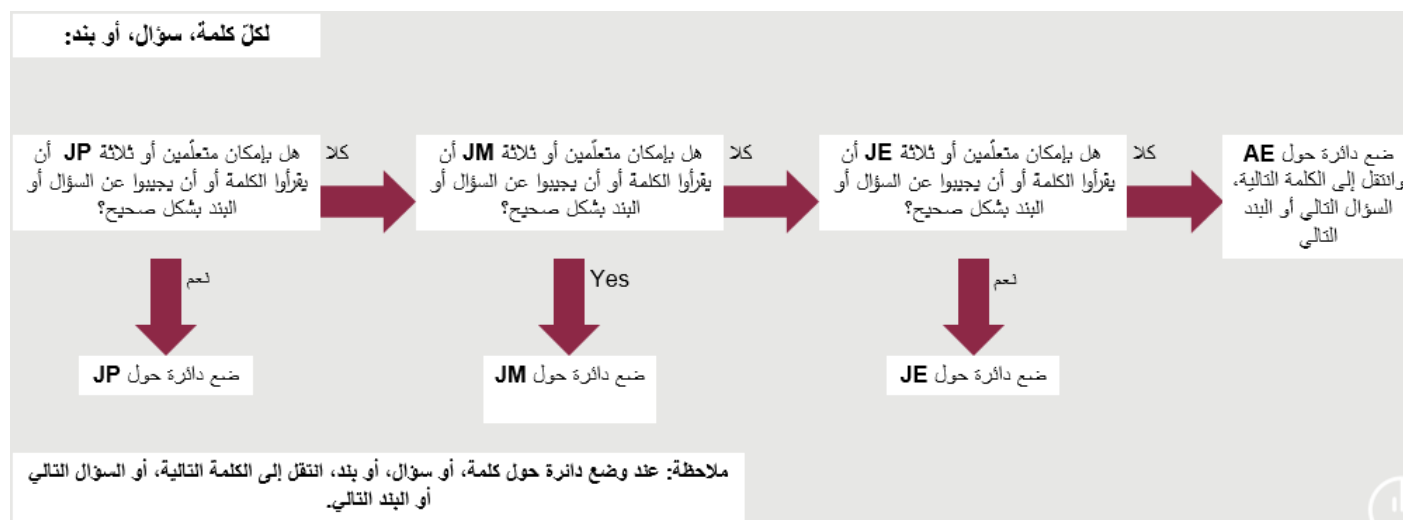 لكلّ كلمة، سؤال، أو بند:
هل بإمكان متعلّمين أو ثلاثة JP أن
يقرأوا الكلمة أو أن يجيبوا عن السؤال أو
البند بشكل صحيح؟
كلا
هل بإمكان متعلّمين أو ثلاثة JM أن
يقرأوا الكلمة أو أن يجيبوا عن السؤال أو
البند بشكل صحيح؟
كلا
هل بإمكان متعلّمين أو ثلاثة JE أن
يقرأوا الكلمة أو أن يجيبوا عن السؤال أو
البند بشكل صحيح؟
كلا
ضع دائرة حول AE
وانتقل إلى الكلمة التالية،
السؤال التالي أو البند
التالي
نعم
Yes
نعم
ضع دائرة حول JP
ضع دائرة حول JM
ضع دائرة حول JE
ملاحظة: عند وضع دائرة حول كلمة، أو سؤال، أو بند، انتقل إلى الكلمة التالية، أو السؤال التالي
أو البند التالي.